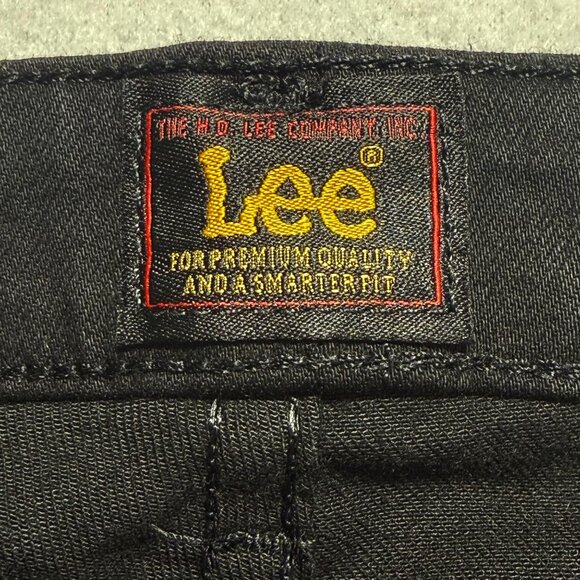 THE H.D. LEE COMPANY, INC.
Lee®
FOR PREMIUM QUALITY
AND A SMARTER FIT